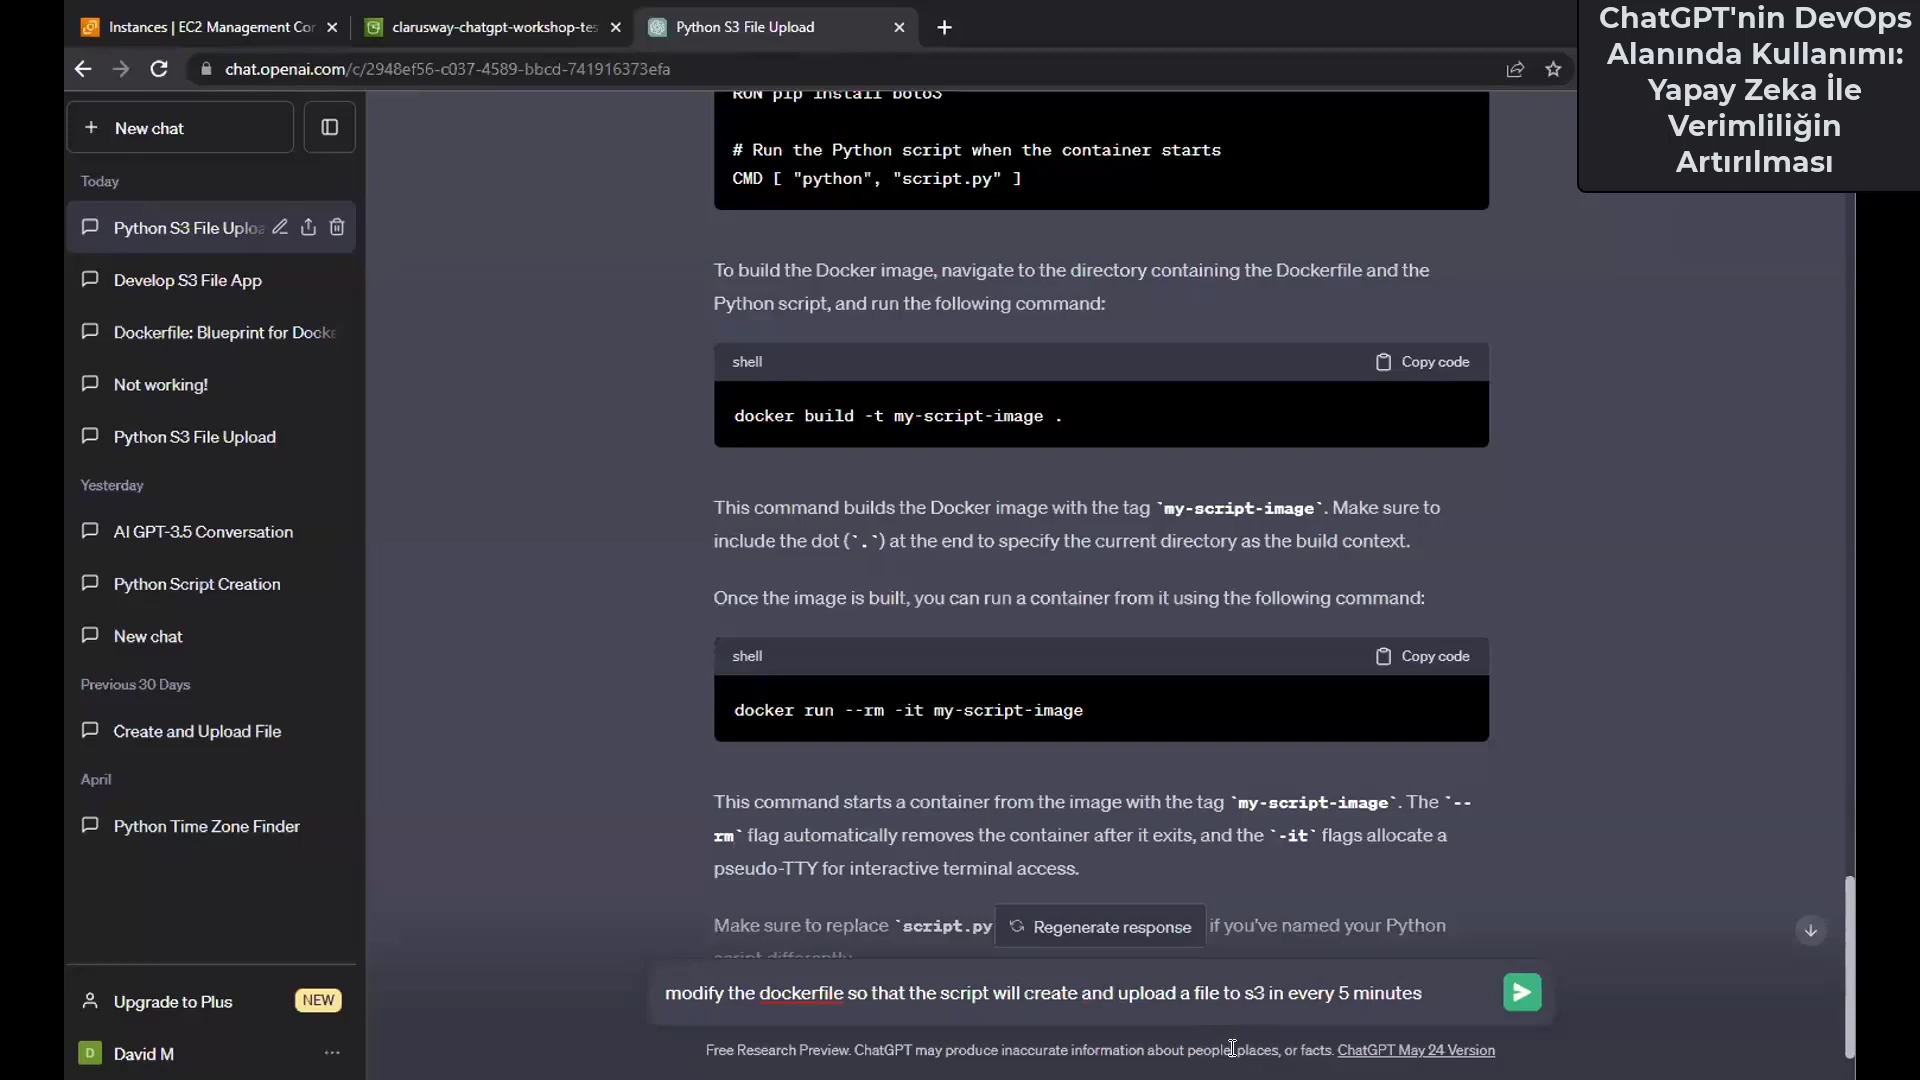 Instances | EC2 Management Cor
clarusway-chatgpt-workshop-tes
Python S3 File Upload
ChatGPT'nin DevOps
Alanında Kullanımı:
Yapay Zeka İle
Verimliliğin
Artırılması
chat.openai.com/c/2948ef56-c037-4589-bbcd-741916373efa
New chat
Today
Python S3 File Uploa
Develop S3 File App
Dockerfile: Blueprint for Docke
Not working!
Python S3 File Upload
Yesterday
AI GPT-3.5 Conversation
Python Script Creation
New chat
Previous 30 Days
Create and Upload File
April
Python Time Zone Finder
Upgrade to Plus
NEW
D
David M
RUN pip install boto3
# Run the Python script when the container starts
CMD [ "python", "script.py" ]
To build the Docker image, navigate to the directory containing the Dockerfile and the
Python script, and run the following command:
shell
Copy code
docker build -t my-script-image .
This command builds the Docker image with the tag `my-script-image`. Make sure to
include the dot (`.`) at the end to specify the current directory as the build context.
Once the image is built, you can run a container from it using the following command:
shell
Copy code
docker run --rm -it my-script-image
This command starts a container from the image with the tag `my-script-image`. The `--
rm` flag automatically removes the container after it exits, and the `-it` flags allocate a
pseudo-TTY for interactive terminal access.
Make sure to replace `script.py
Regenerate response
if you've named your Python
script differently
modify the dockerfile so that the script will create and upload a file to s3 in every 5 minutes
Free Research Preview. ChatGPT may produce inaccurate information about people, places, or facts. ChatGPT May 24 Version